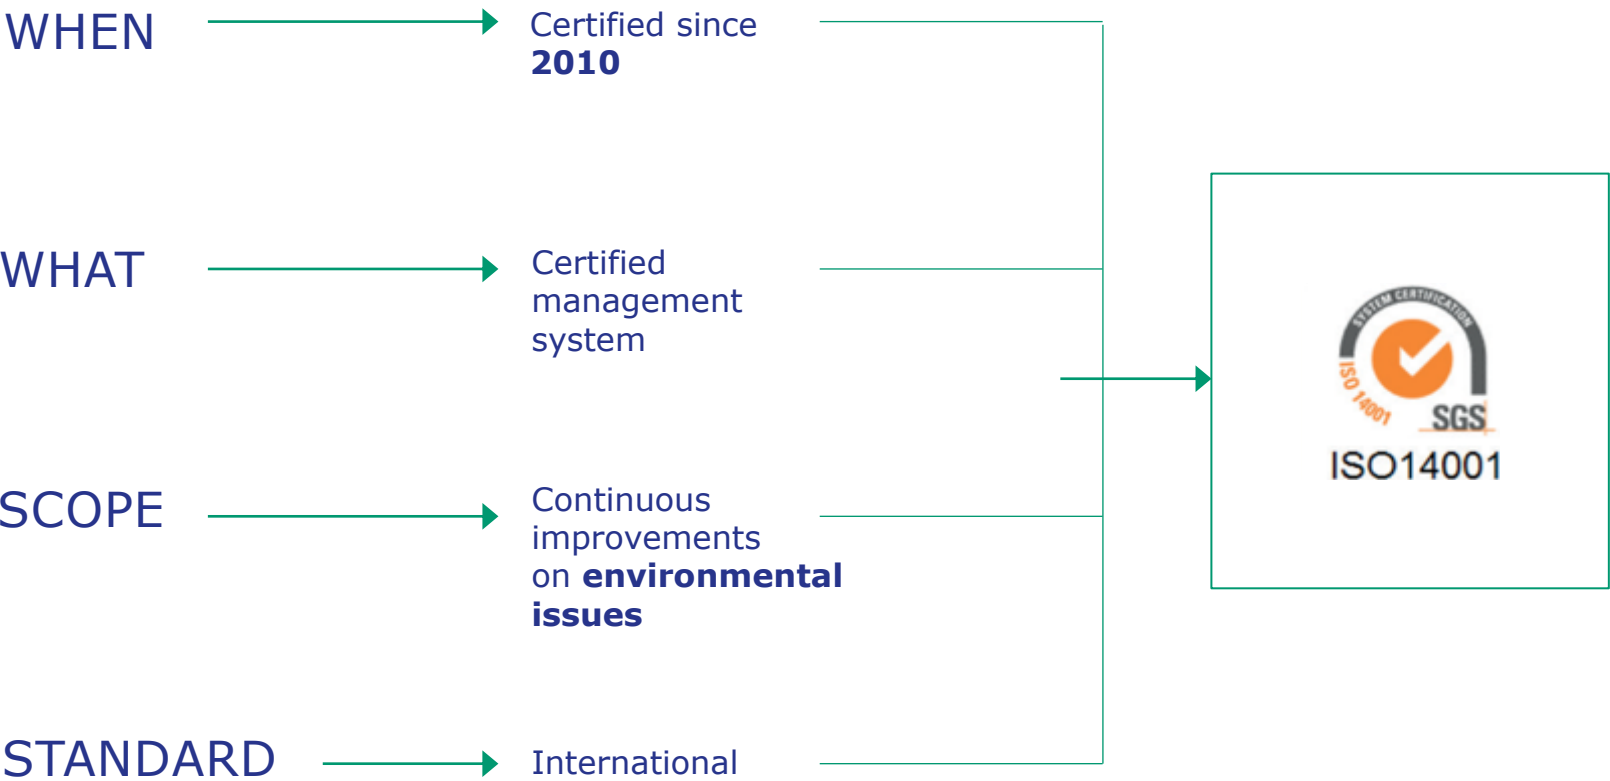 WHEN
Certified since
2010
WHAT
Certified
management
system
SCOPE
Continuous
improvements
on environmental
issues
STANDARD
International
SYSTEM CERTIFICATION
ISO 14001
SGS
ISO14001